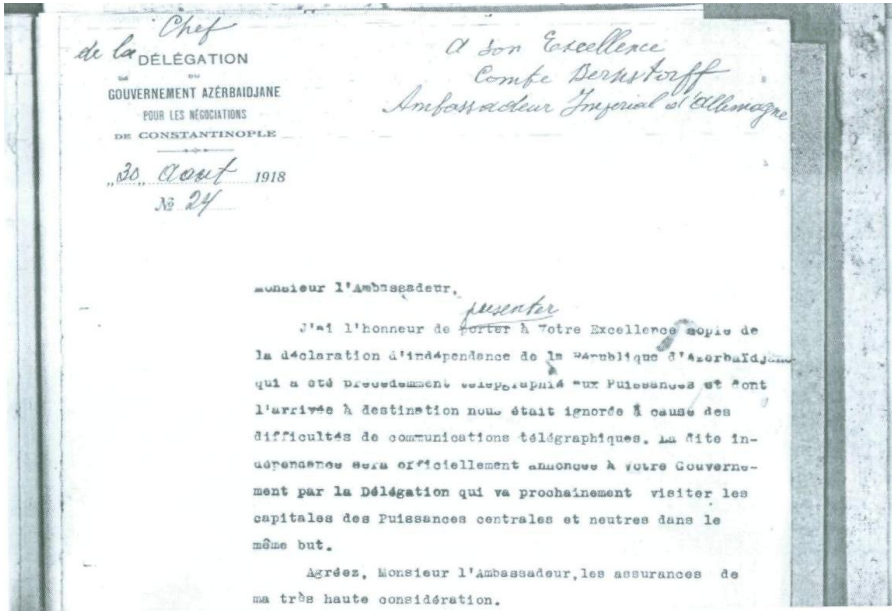 Chef
de la DÉLÉGATION
DU
GOUVERNEMENT AZÉRBAIDJANE
POUR LES NÉGOCIATIONS
DE CONSTANTINOPLE
„30„ Aout 1918
№ 24
A Son Excellence
Comte Bernstorff
Ambassadeur Imperial d'Allemagne
Monsieur l'Ambassadeur,
presenter
J'ai l'honneur de porter à Votre Excellence copie de
la déclaration d'indépendance de la République d'Azerbaïdjane
qui a été précédemment télégraphié aux Puissances et dont
l'arrivée à destination nous était ignorée à cause des
difficultés de communications télégraphiques. La dite in-
dépendance sera officiellement annoncée à Votre Gouverne-
ment par la Délégation qui va prochainement visiter les
capitales des Puissances centrales et neutres dans le
même but.
Agréez, Monsieur l'Ambassadeur, les assurances de
ma très haute considération.